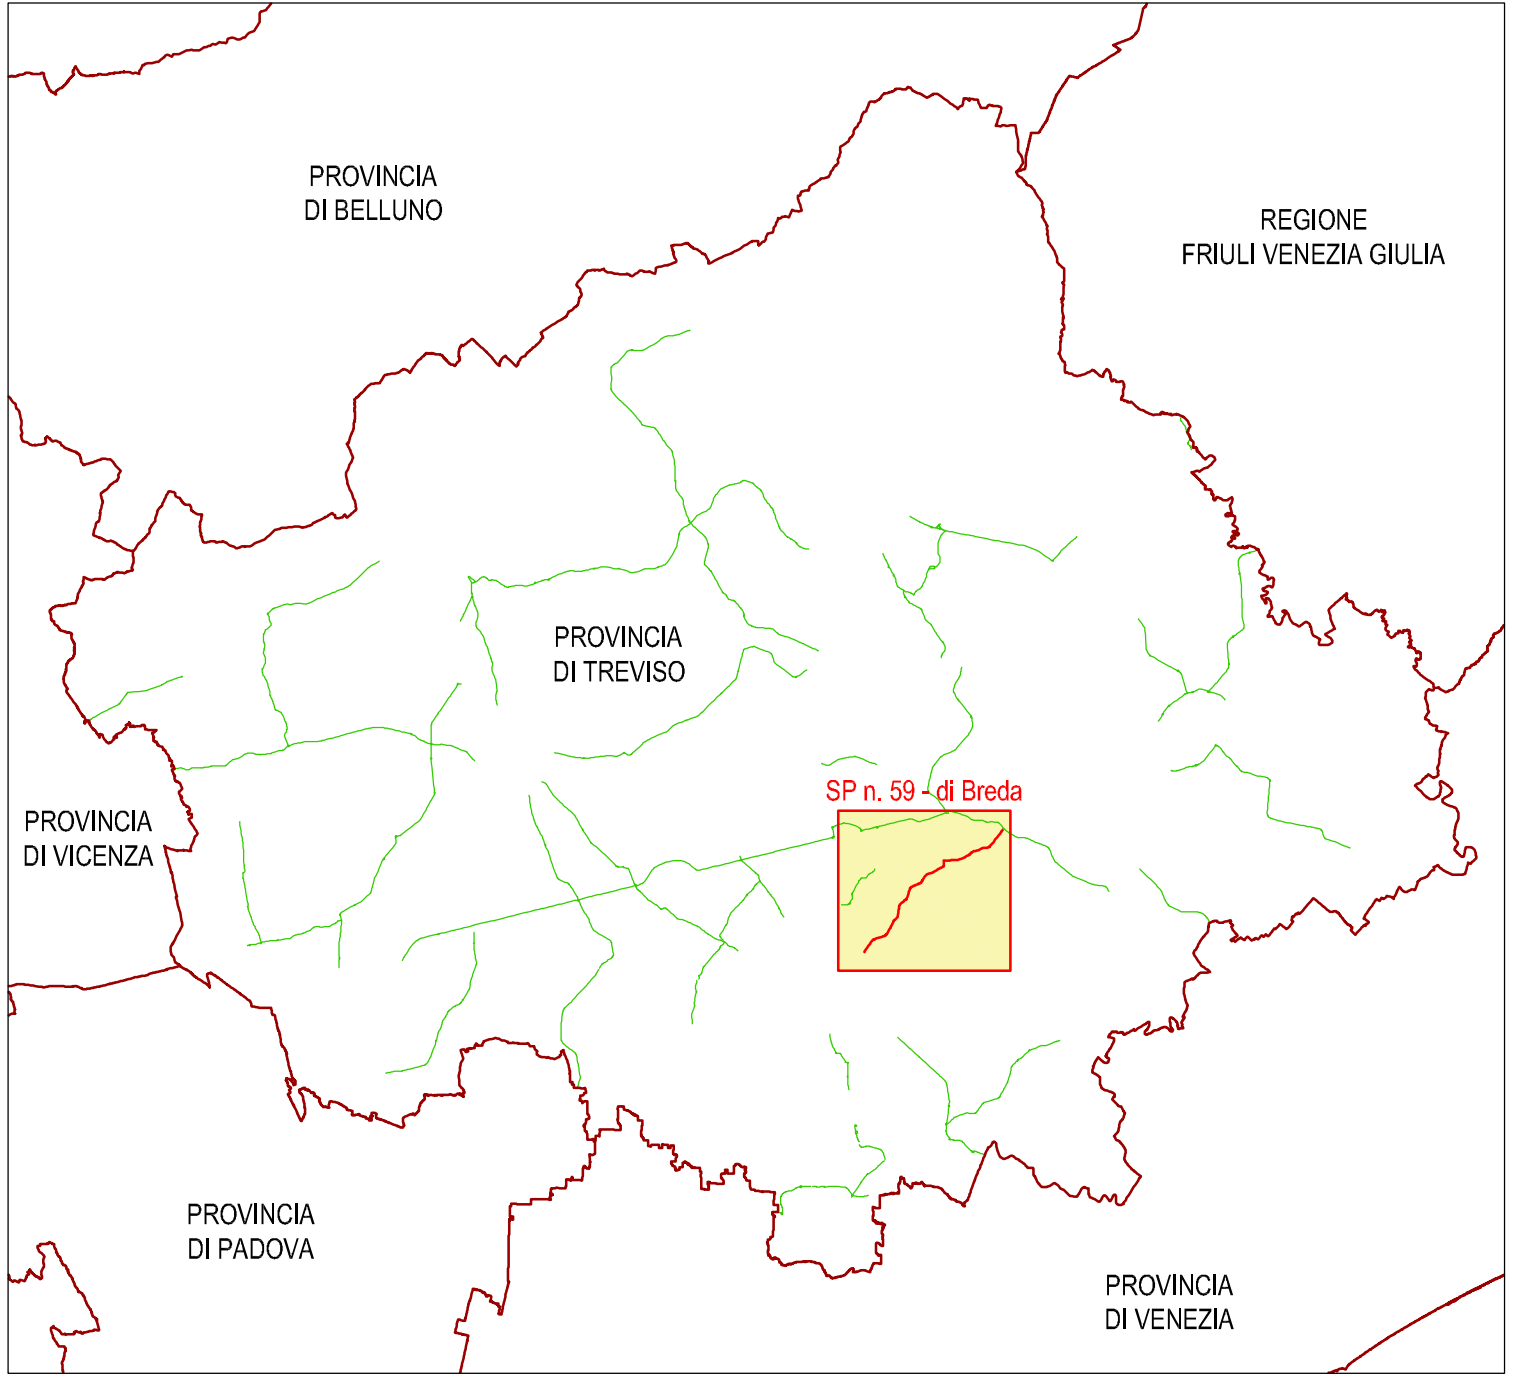 PROVINCIA
DI BELLUNO
REGIONE
FRIULI VENEZIA GIULIA
PROVINCIA
DI TREVISO
SP n. 59 - di Breda
PROVINCIA
DI VICENZA
PROVINCIA
DI PADOVA
PROVINCIA
DI VENEZIA